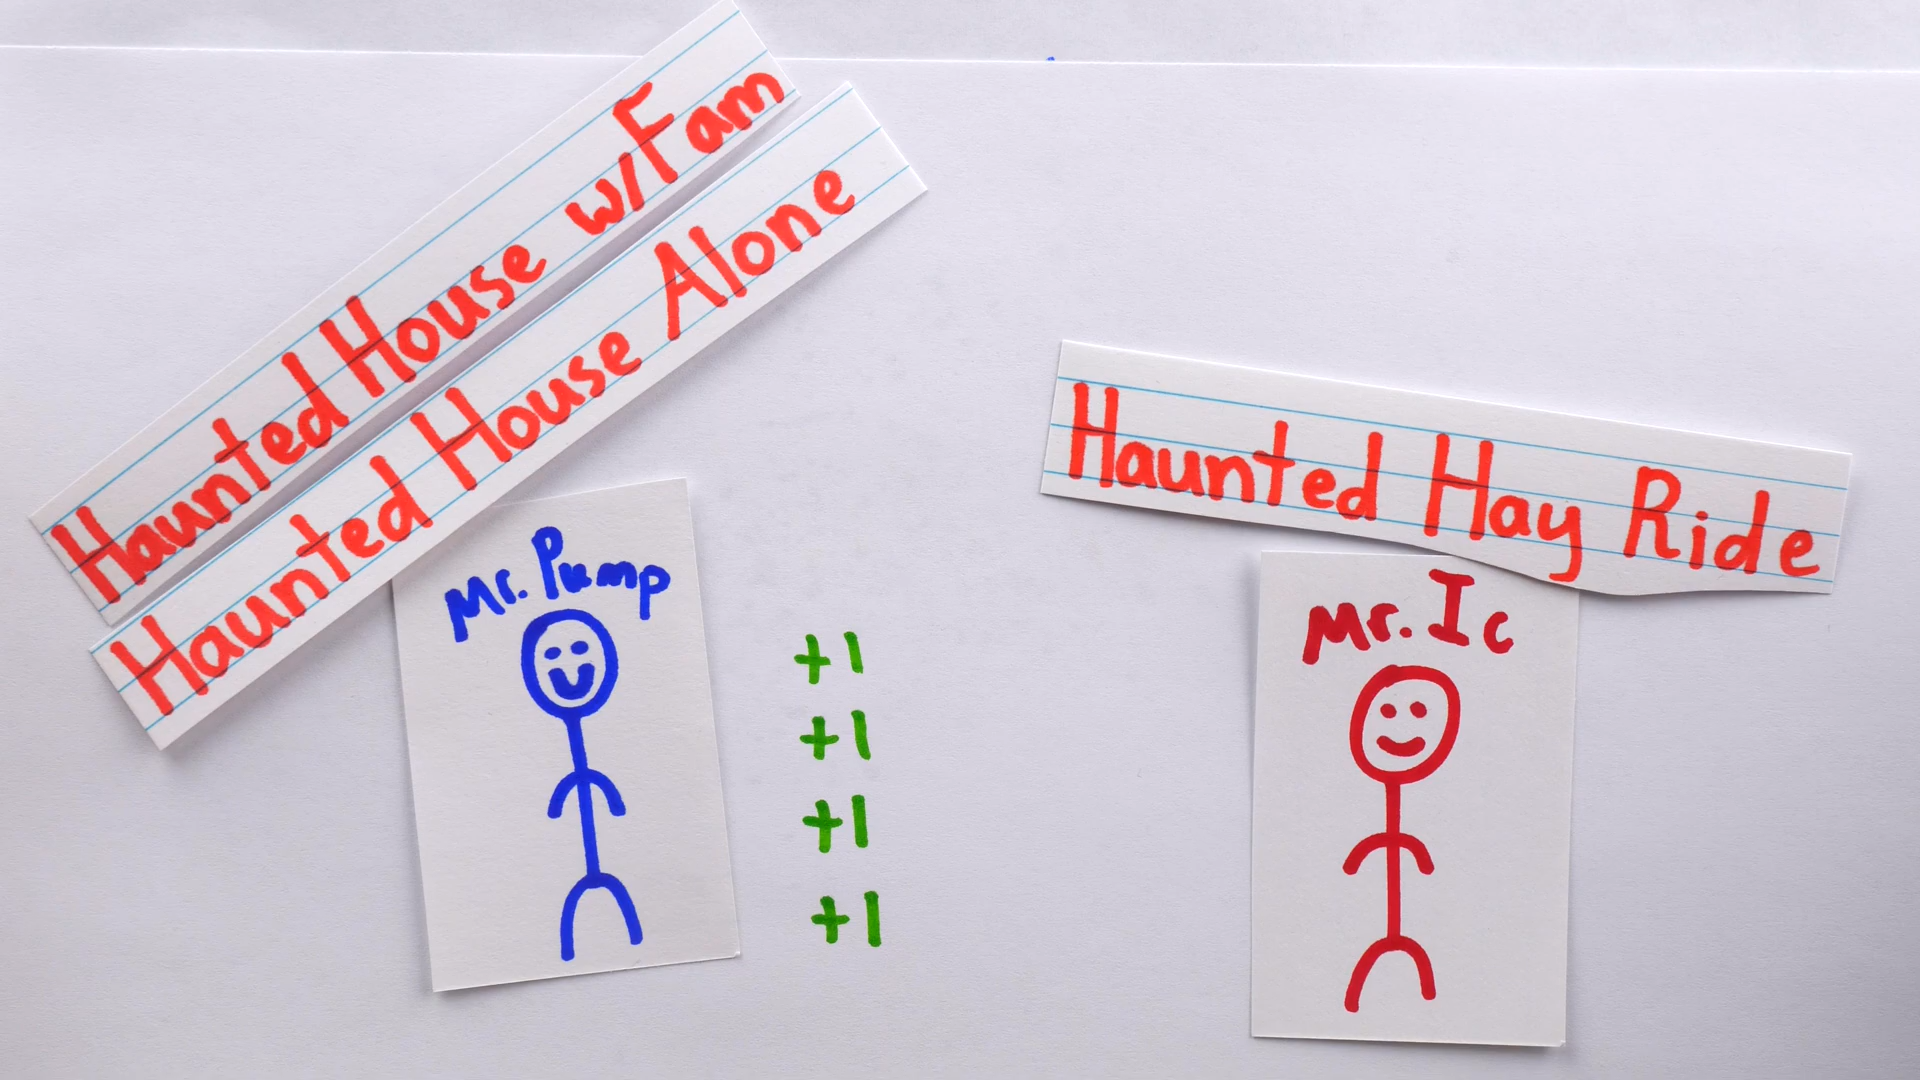 Haunted House w/Fam
Haunted House Alone
Haunted Hay Ride
Mr. Pump
+1
+1
+1
+1
Mr. Ic